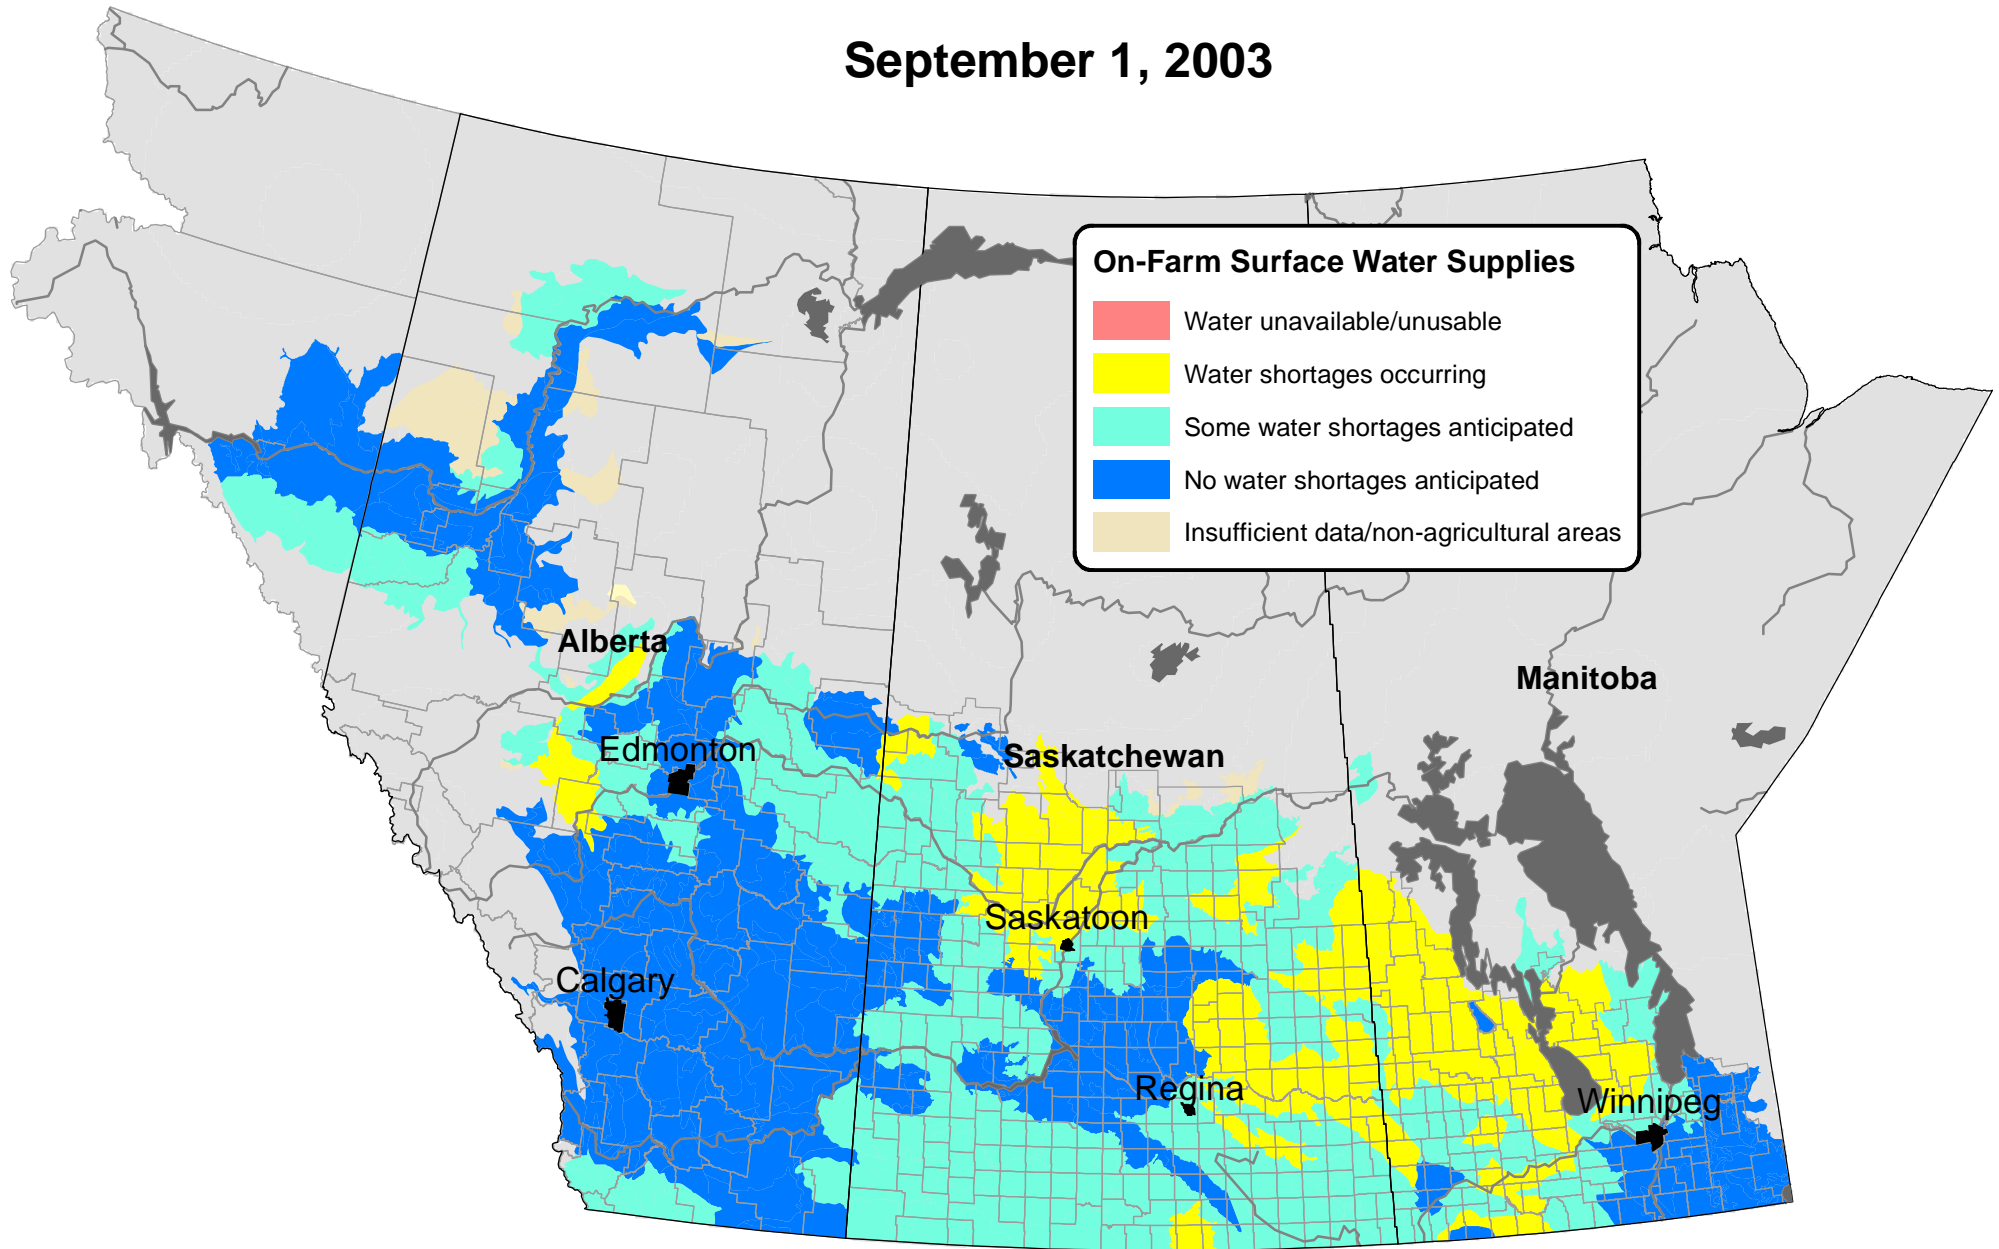 September 1, 2003
On-Farm Surface Water Supplies
Water unavailable/unusable
Water shortages occurring
Some water shortages anticipated
No water shortages anticipated
Insufficient data/non-agricultural areas
Alberta
Manitoba
Edmonton
Saskatchewan
Saskatoon
Calgary
Regina
Winnipeg